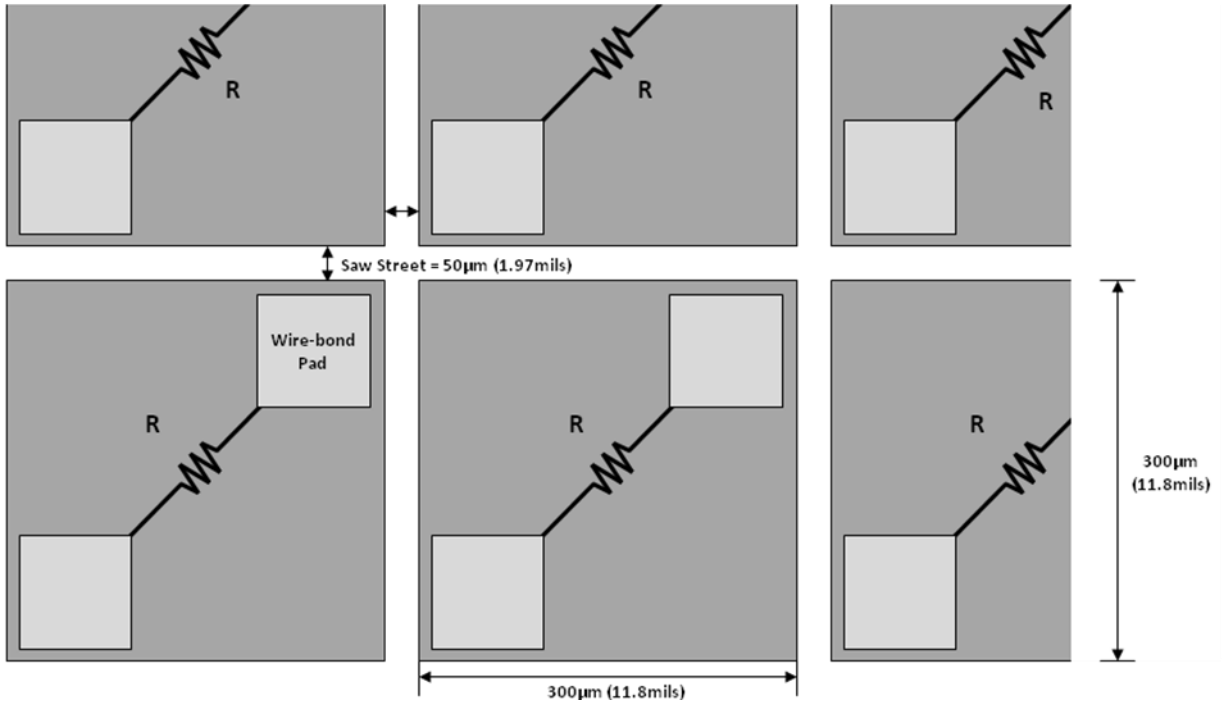 R
R
R
Saw Street = 50µm (1.97mils)
Wire-bond
Pad
R
R
R
300µm
(11.8mils)
300µm (11.8mils)